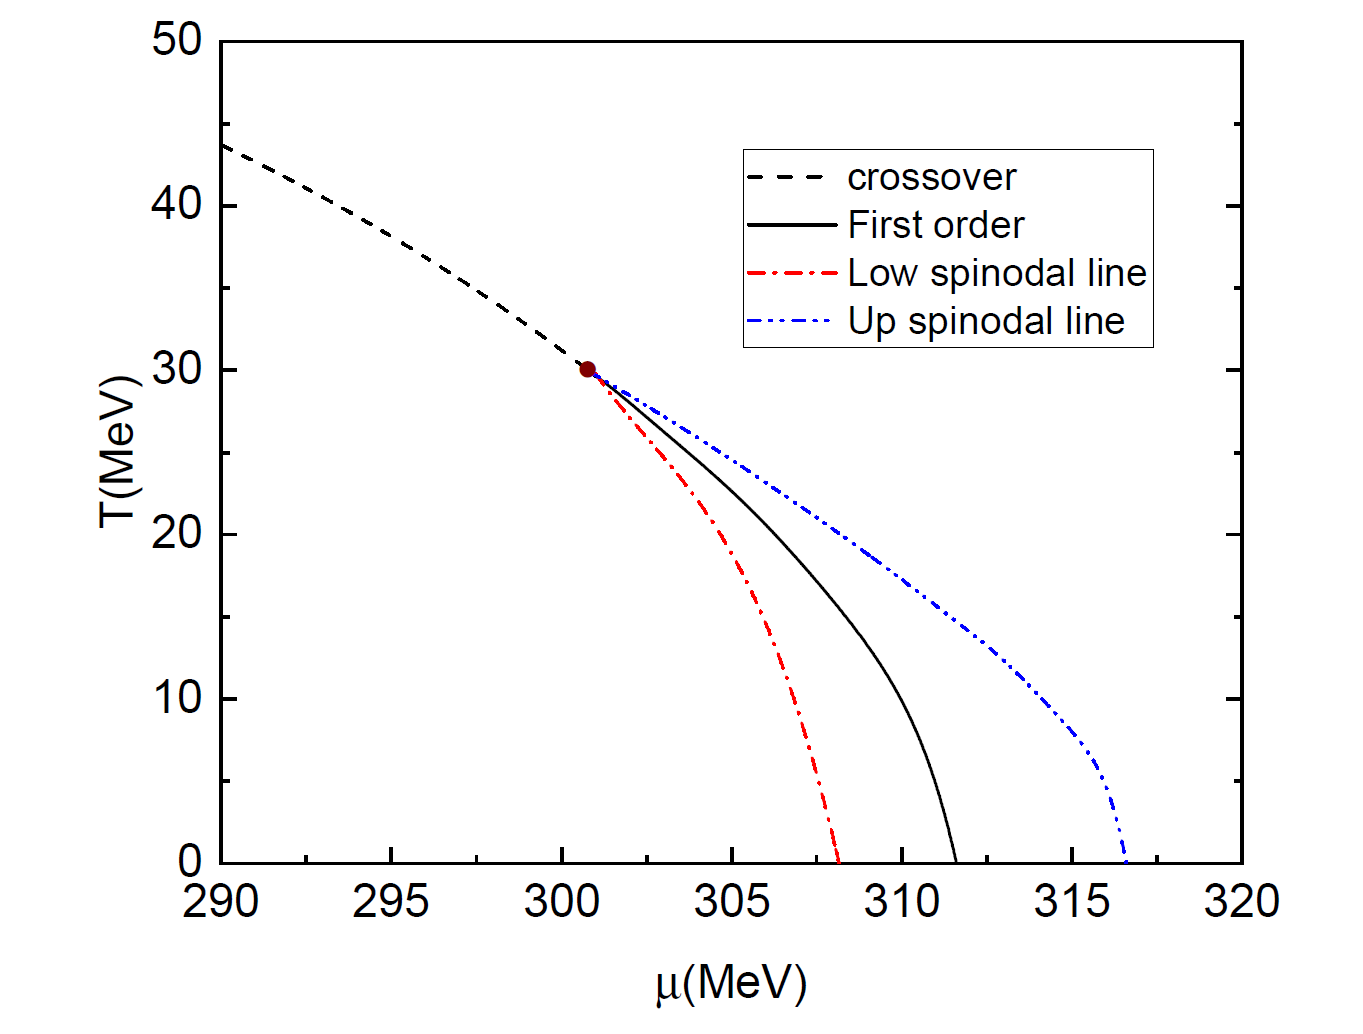 50
40
30
20
10
0
T(MeV)
crossover
First order
Low spinodal line
Up spinodal line
290 295 300 305 310 315 320
μ(MeV)